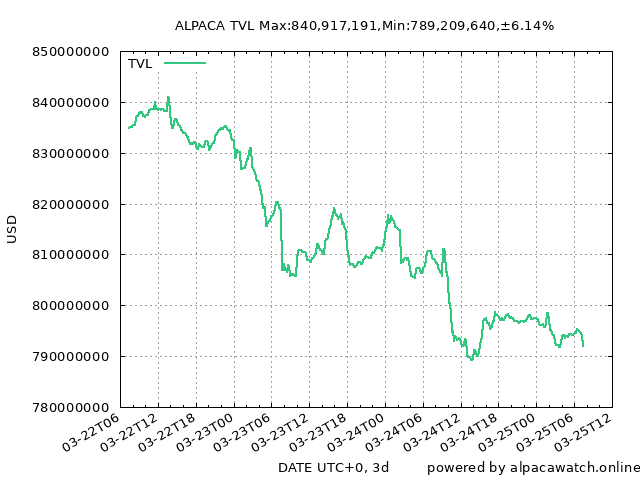 ALPACA TVL Max:840,917,191,Min:789,209,640,±6.14%
850000000
840000000
830000000
820000000
810000000
800000000
790000000
780000000
USD
TVL
03-22T06
03-22T12
03-22T18
03-23T00
03-23T06
03-23T12
03-23T18
03-24T00
03-24T06
03-24T12
03-24T18
03-25T00
03-25T06
03-25T12
DATE UTC+0, 3d
powered by alpacawatch.online